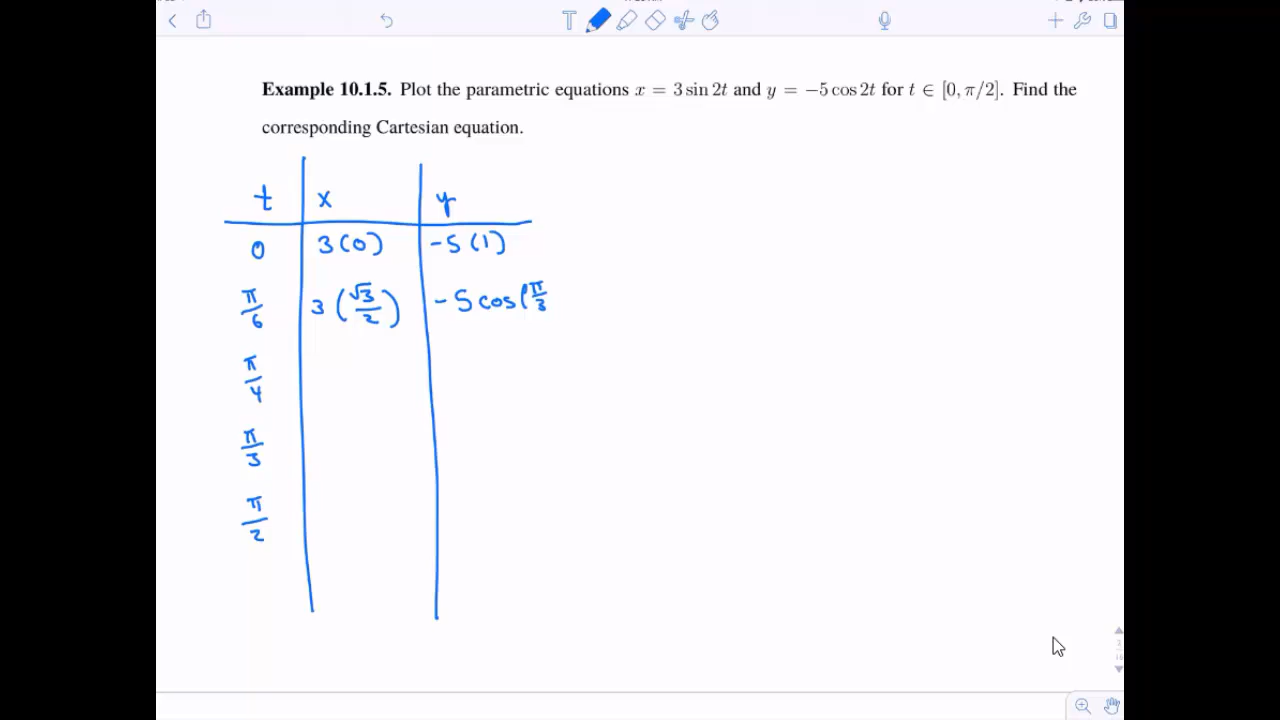 Example 10.1.5. Plot the parametric equations x = 3 sin 2t and y = −5 cos 2t for t ∈ [0, π/2]. Find the
corresponding Cartesian equation.
t x y
0 3(0) -5(1)
π/6 3(√3/2) -5cos(π/3
π/4
π/3
π/2